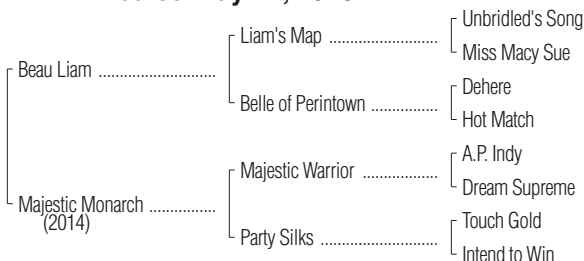 Unbridled's Song
Liam's Map ........................
Miss Macy Sue
Beau Liam ..........................
Dehere
Belle of Perintown ...............
Hot Match
A.P. Indy
Majestic Warrior .................
Dream Supreme
Majestic Monarch ...............
(2014)
Touch Gold
Party Silks ..........................
Intend to Win